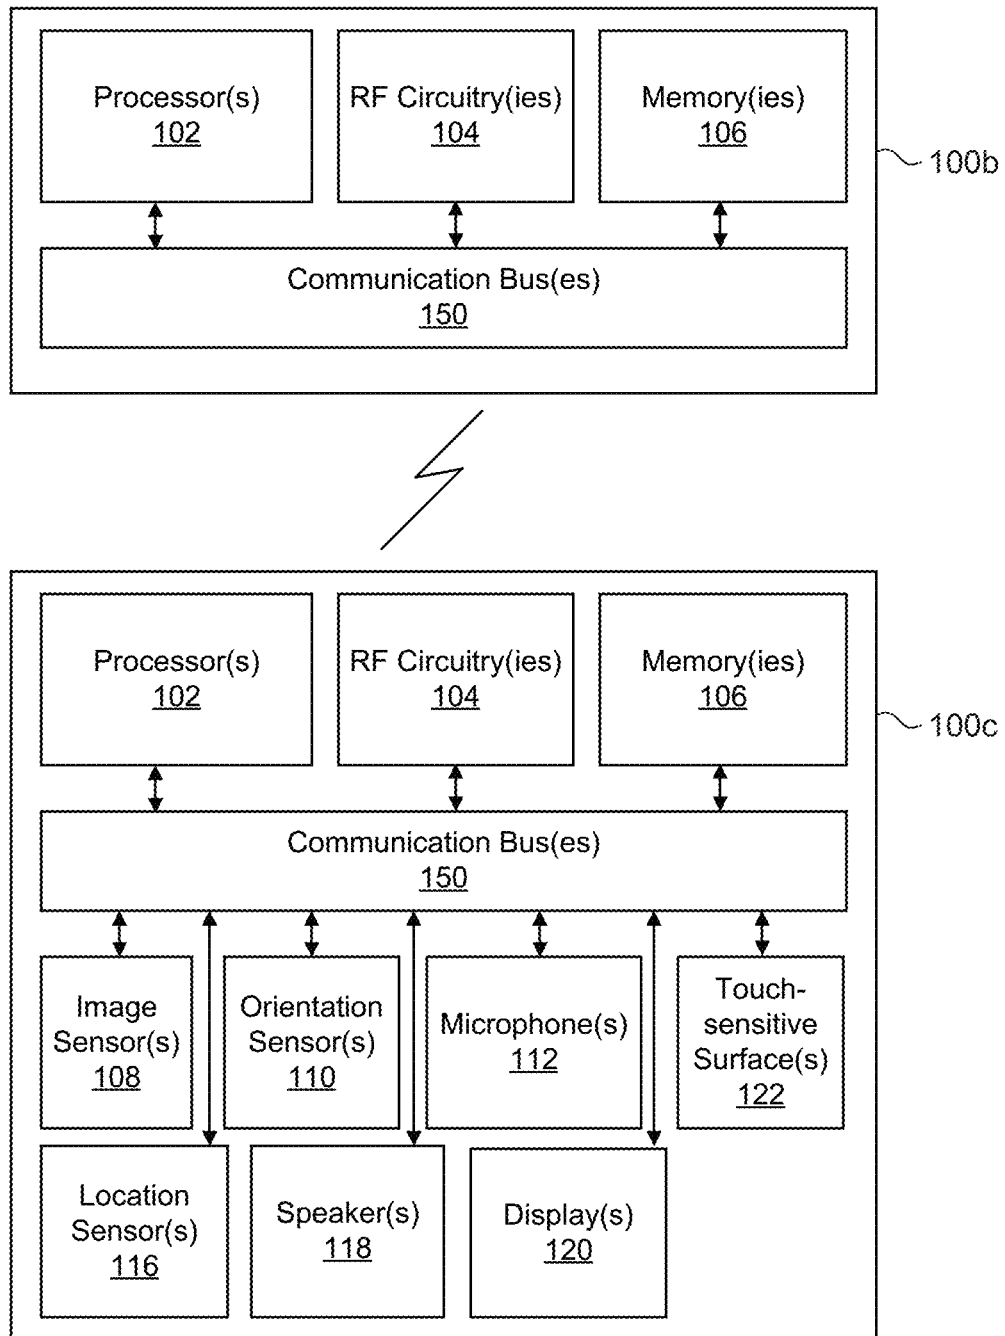 Processor(s)
102
RF Circuitry(ies)
104
Memory(ies)
106
100b
Communication Bus(es)
150
Processor(s)
102
RF Circuitry(ies)
104
Memory(ies)
106
100c
Communication Bus(es)
150
Image
Sensor(s)
108
Orientation
Sensor(s)
110
Microphone(s)
112
Touch-
sensitive
Surface(s)
122
Location
Sensor(s)
116
Speaker(s)
118
Display(s)
120